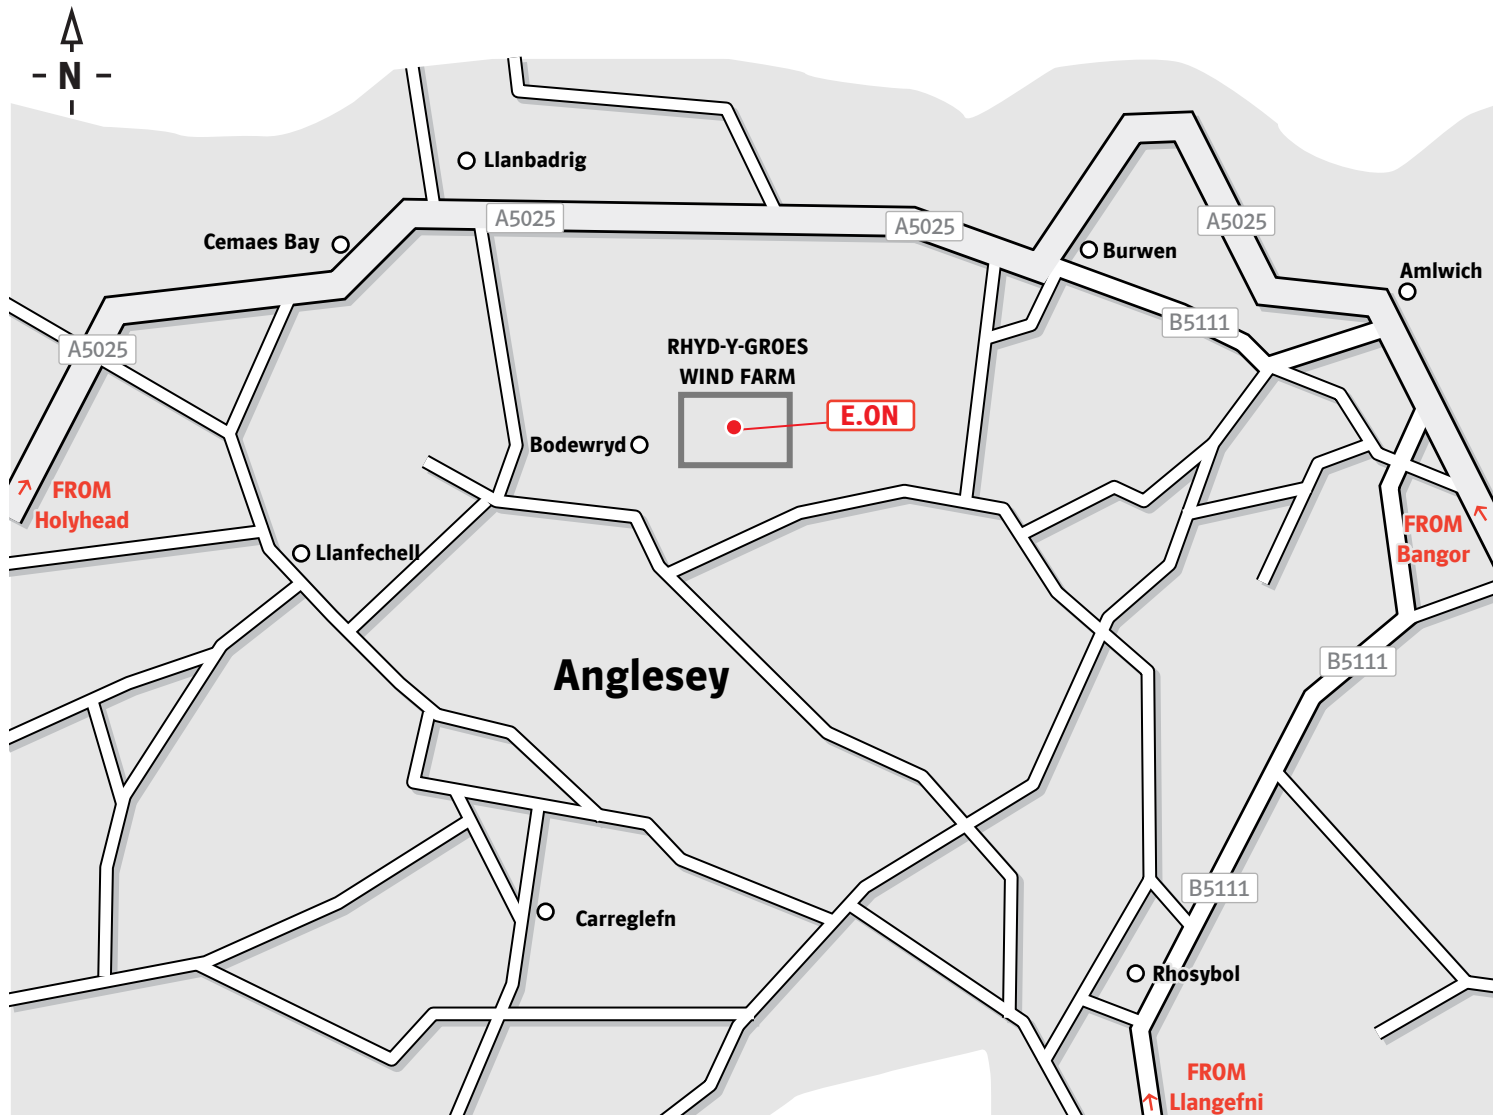 N
Llanbadrig
A5025
A5025
A5025
Cemaes Bay
Burwen
Amlwich
A5025
B5111
RHYD-Y-GROES
WIND FARM
E.ON
Bodewryd
FROM
Holyhead
FROM
Bangor
Llanfechell
Anglesey
B5111
B5111
Carreglefn
Rhosybol
FROM
Llangefni